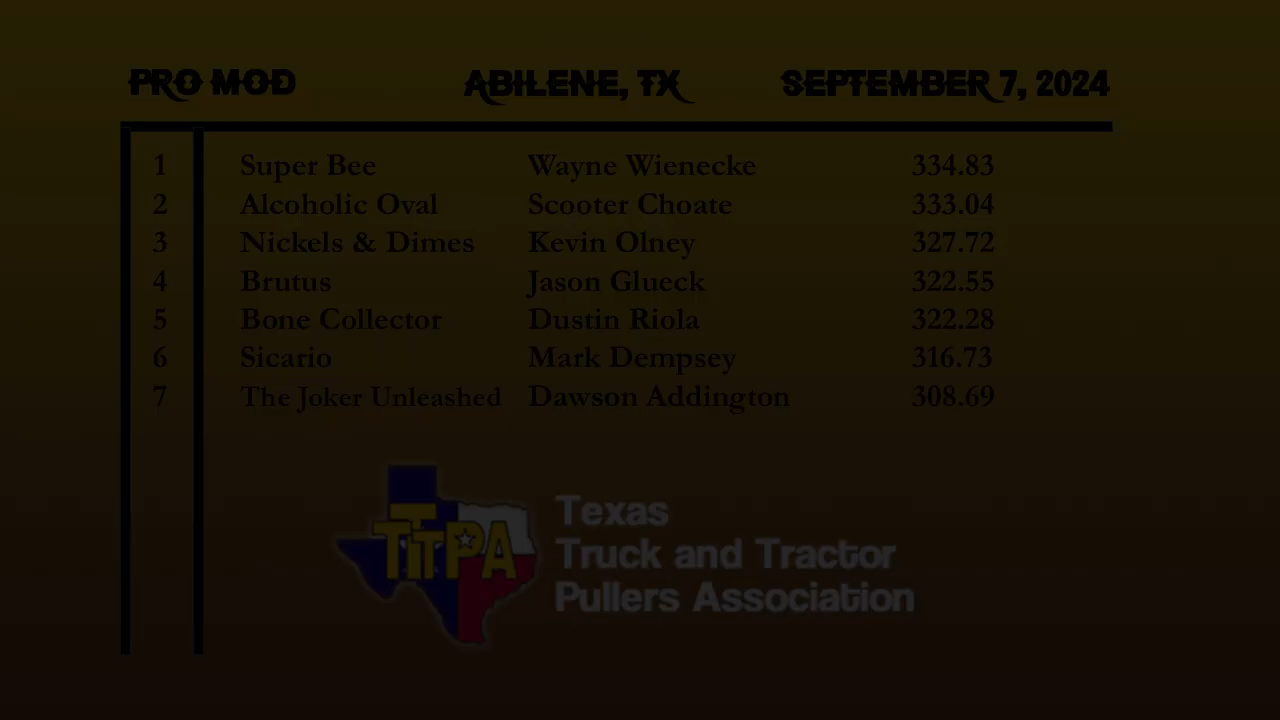 PRO MOD ABILENE, TX SEPTEMBER 7, 2024
1 Super Bee Wayne Wienecke 334.83
2 Alcoholic Oval Scooter Choate 333.04
3 Nickels & Dimes Kevin Olney 327.72
4 Brutus Jason Glueck 322.55
5 Bone Collector Dustin Riola 322.28
6 Sicario Mark Dempsey 316.73
7 The Joker Unleashed Dawson Addington 308.69
TTTPA
Texas
Truck and Tractor
Pullers Association